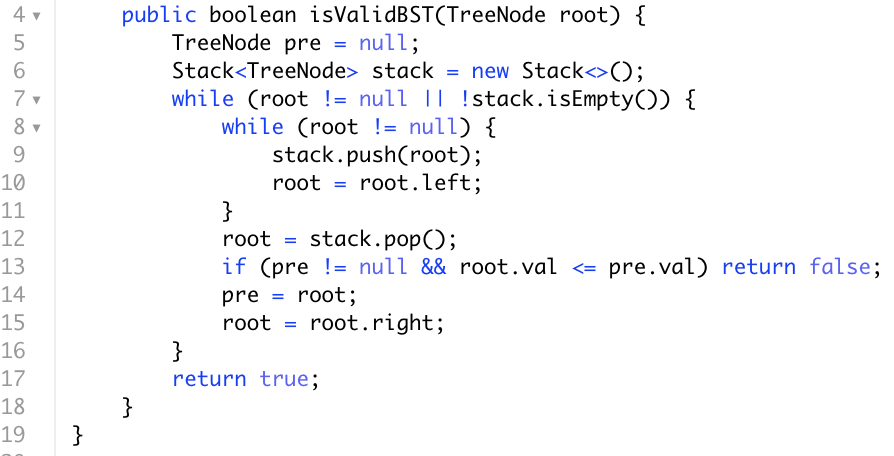 4 public boolean isValidBST(TreeNode root) {
5 TreeNode pre = null;
6 Stack<TreeNode> stack = new Stack<>();
7 while (root != null || !stack.isEmpty()) {
8 while (root != null) {
9 stack.push(root);
10 root = root.left;
11 }
12 root = stack.pop();
13 if (pre != null && root.val <= pre.val) return false;
14 pre = root;
15 root = root.right;
16 }
17 return true;
18 }
19 }